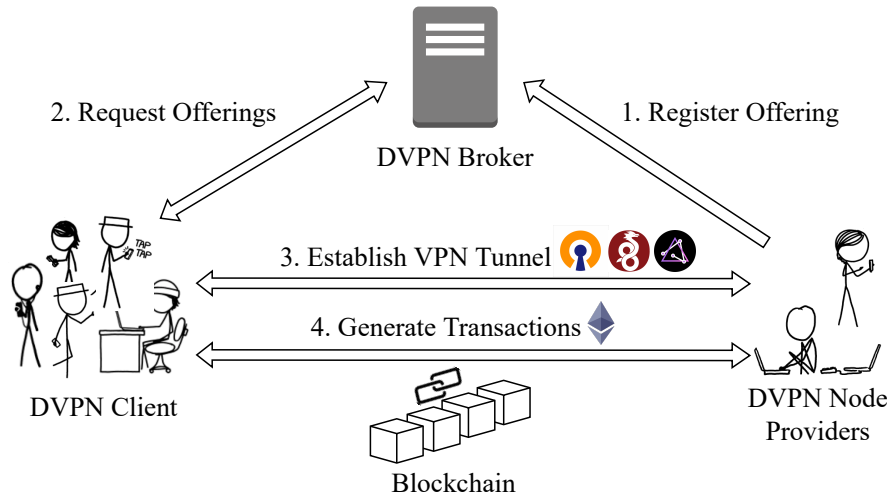 2. Request Offerings
1. Register Offering
DVPN Broker
TAP
TAP
3. Establish VPN Tunnel
4. Generate Transactions
DVPN Client
DVPN Node
Providers
Blockchain